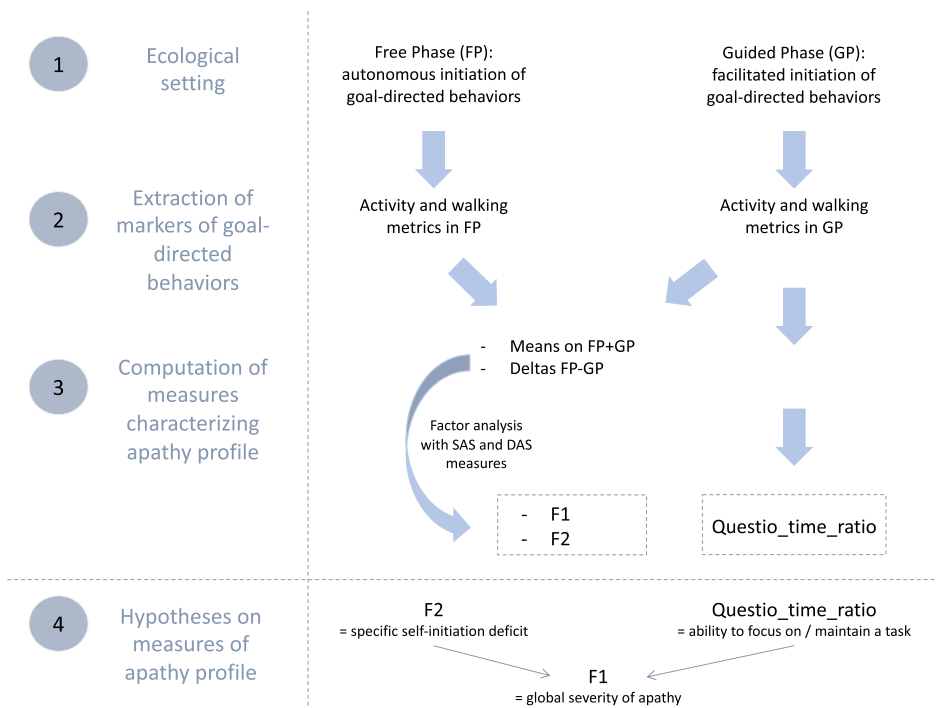 1
Ecological
setting
Free Phase (FP):
autonomous initiation of
goal-directed behaviors
Guided Phase (GP):
facilitated initiation of
goal-directed behaviors
2
Extraction of
markers of goal-
directed
behaviors
Activity and walking
metrics in FP
Activity and walking
metrics in GP
3
Computation of
measures
characterizing
apathy profile
- Means on FP+GP
- Deltas FP-GP
Factor analysis
with SAS and DAS
measures
- F1
- F2
Questio_time_ratio
4
Hypotheses on
measures of
apathy profile
F2
= specific self-initiation deficit
Questio_time_ratio
= ability to focus on / maintain a task
F1
= global severity of apathy